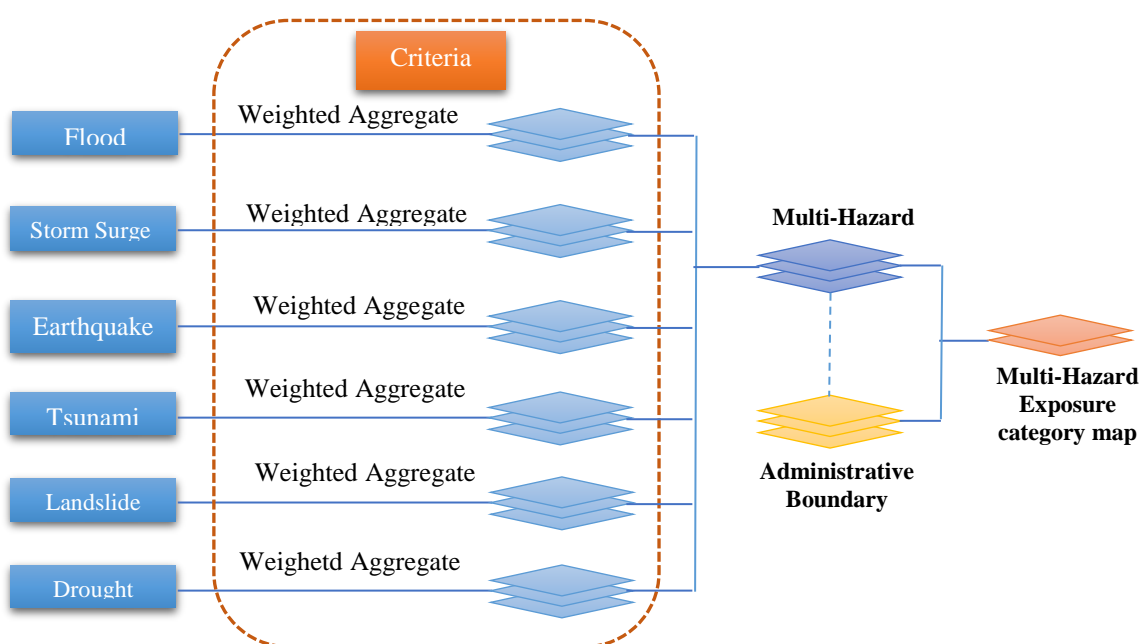 Criteria
Flood
Weighted Aggregate
Storm Surge
Weighted Aggregate
Earthquake
Weighted Aggegate
Tsunami
Weighted Aggregate
Landslide
Weighted Aggregate
Drought
Weighetd Aggregate
Multi-Hazard
Administrative
Boundary
Multi-Hazard
Exposure
category map